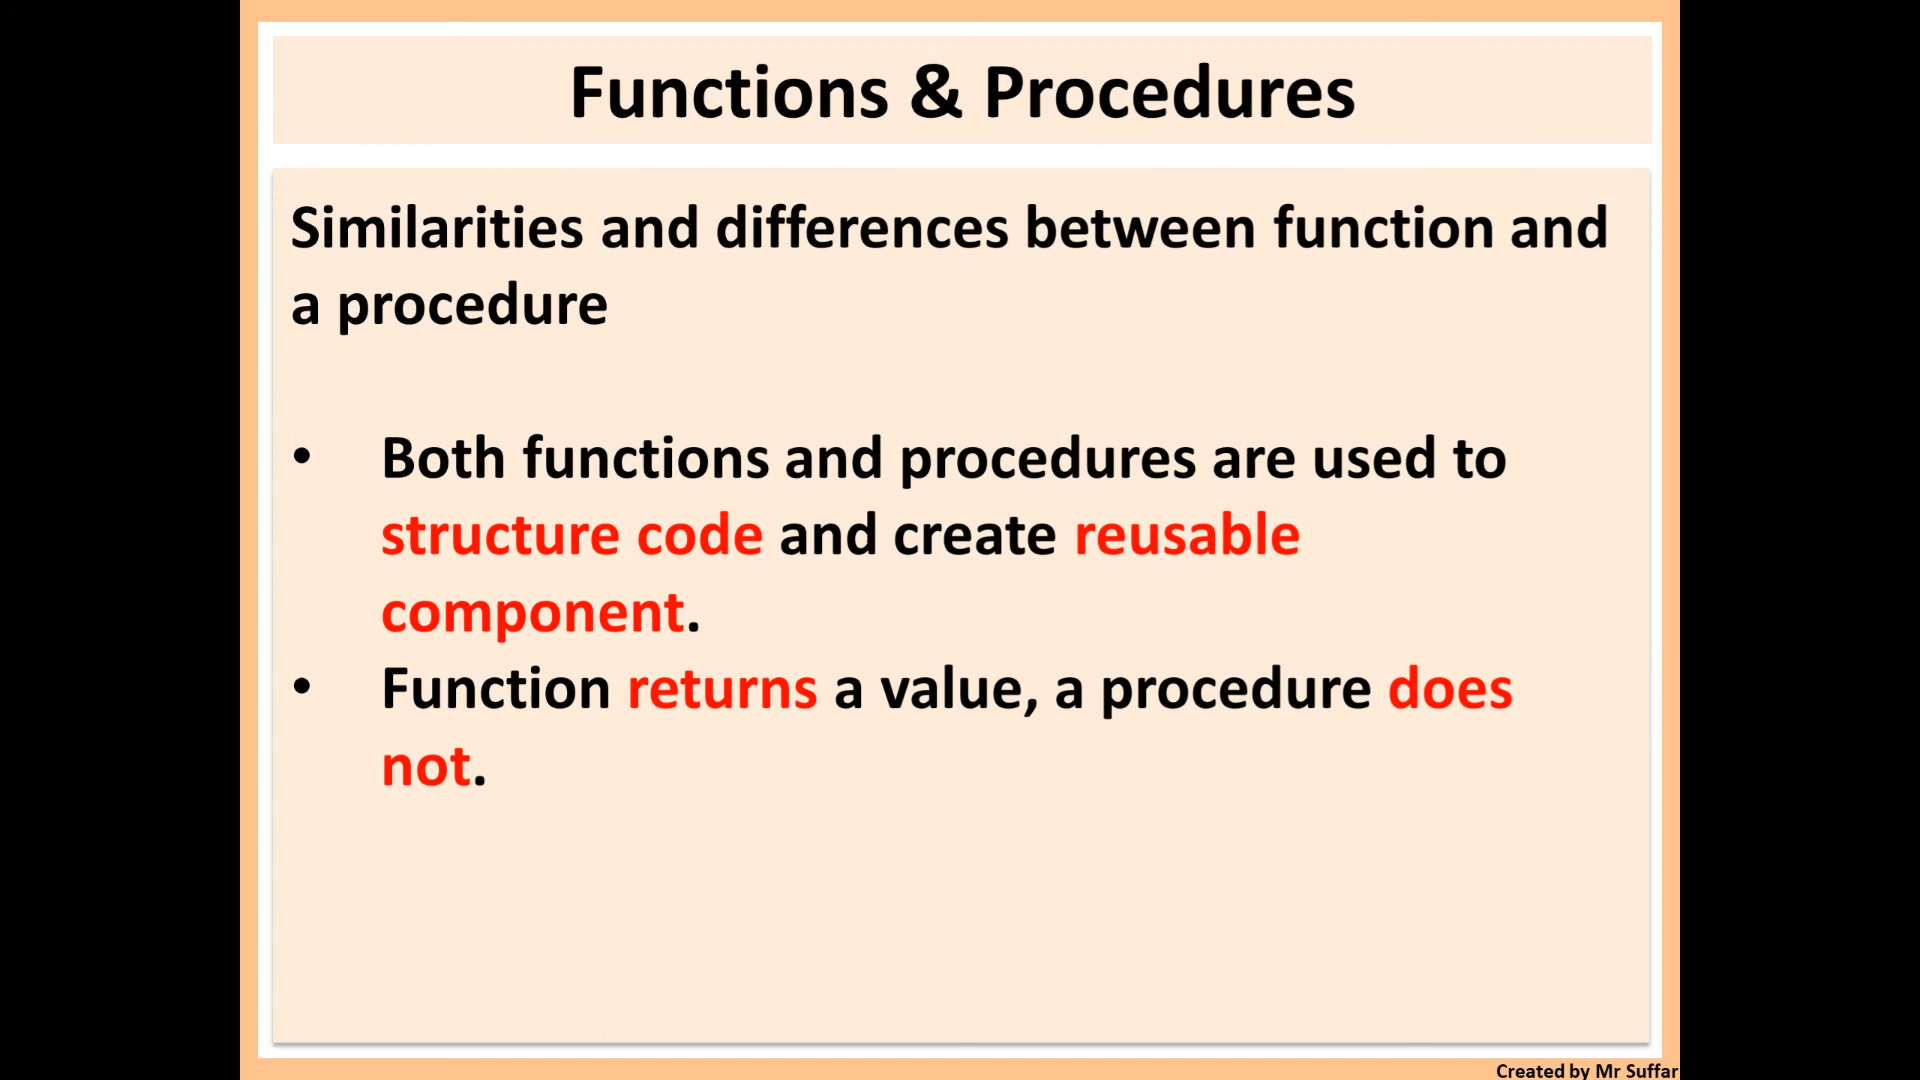 Functions & Procedures
Similarities and differences between function and
a procedure
• Both functions and procedures are used to
structure code and create reusable
component.
• Function returns a value, a procedure does
not.
Created by Mr Suffar